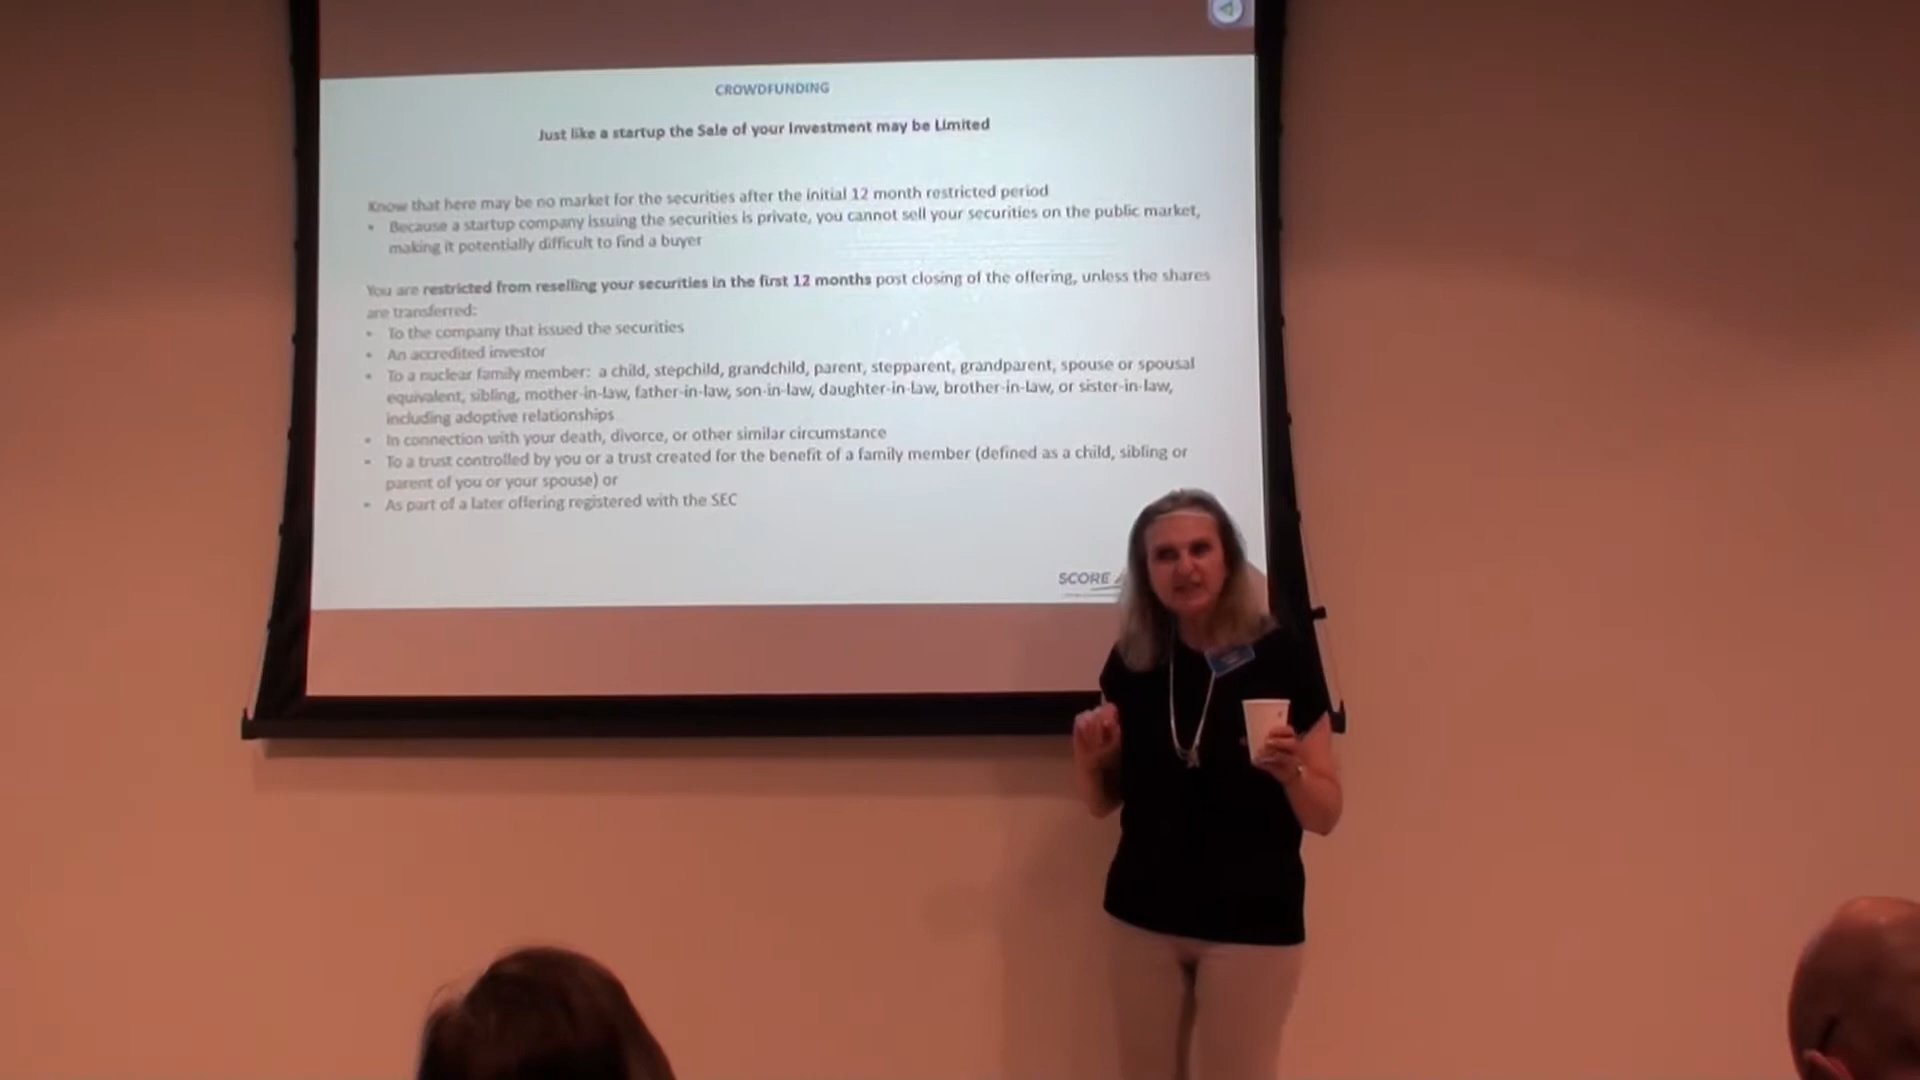 CROWDFUNDING
Just like a startup the Sale of your Investment may be Limited
Know that here may be no market for the securities after the initial 12 month restricted period
• Because a startup company issuing the securities is private, you cannot sell your securities on the public market,
making it potentially difficult to find a buyer
You are restricted from reselling your securities in the first 12 months post closing of the offering, unless the shares
are transferred:
• To the company that issued the securities
• An accredited investor
• To a nuclear family member: a child, stepchild, grandchild, parent, stepparent, grandparent, spouse or spousal
equivalent, sibling, mother-in-law, father-in-law, son-in-law, daughter-in-law, brother-in-law, or sister-in-law,
including adoptive relationships
• In connection with your death, divorce, or other similar circumstance
• To a trust controlled by you or a trust created for the benefit of a family member (defined as a child, sibling or
parent of you or your spouse) or
• As part of a later offering registered with the SEC
SCORE